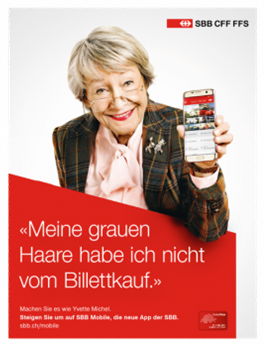 SBB CFF FFS
«Meine grauen
Haare habe ich nicht
vom Billettkauf.»
Machen Sie es wie Yvette Michel.
Steigen Sie um auf SBB Mobile, die neue App der SBB.
sbb.ch/mobile